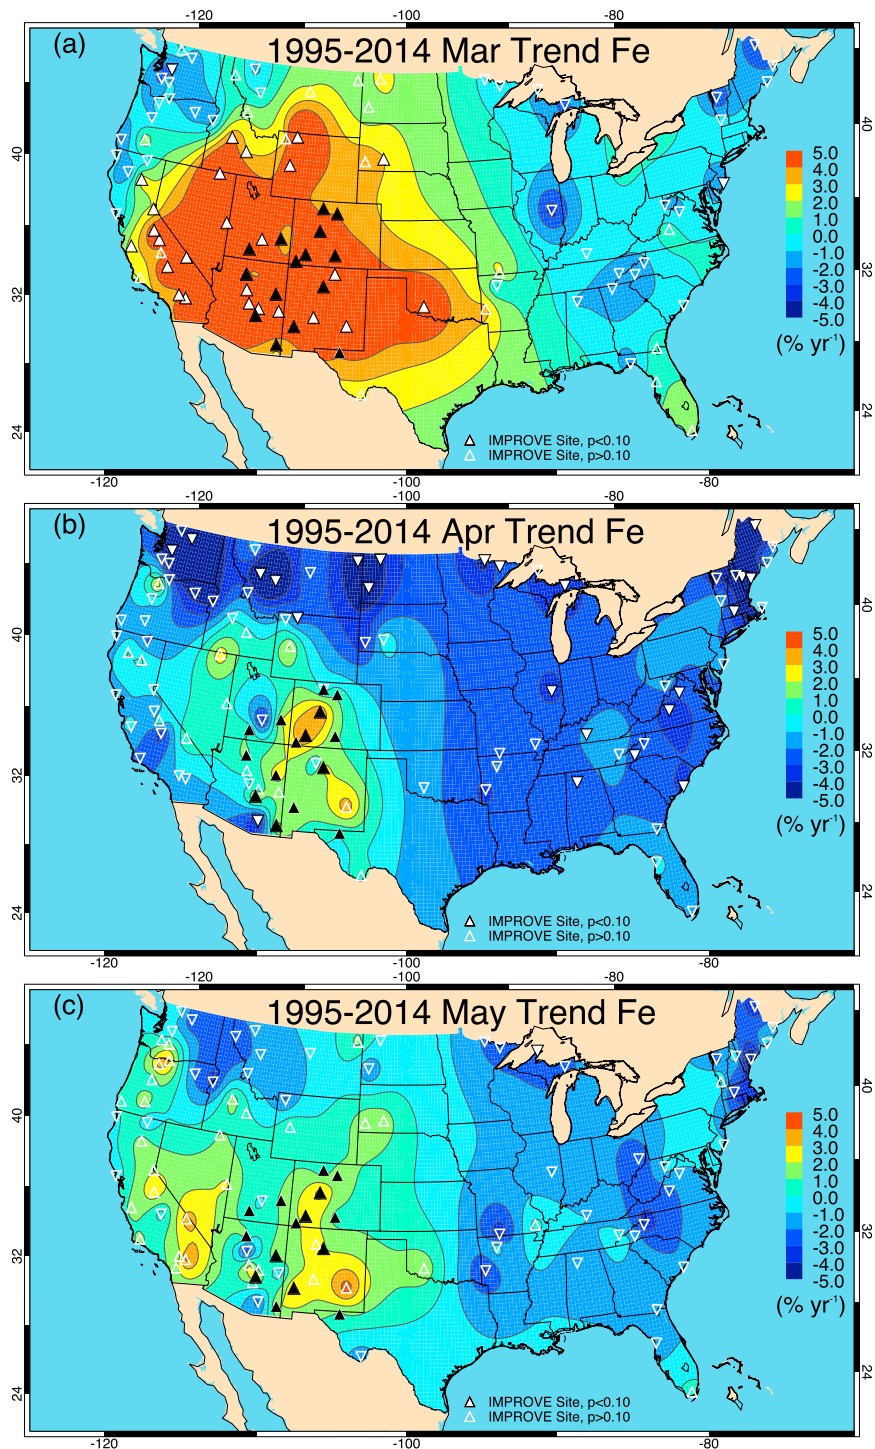 -120 -100 -80
(a) 1995-2014 Mar Trend Fe
40
40
5.0
4.0
3.0
2.0
1.0
0.0
-1.0
-2.0
-3.0
-4.0
-5.0
(% yr-1)
32
32
24
24
IMPROVE Site, p<0.10
IMPROVE Site, p>0.10
-120 -100 -80
-120 -100 -80
(b) 1995-2014 Apr Trend Fe
40
40
5.0
4.0
3.0
2.0
1.0
0.0
-1.0
-2.0
-3.0
-4.0
-5.0
(% yr-1)
32
32
24
24
IMPROVE Site, p<0.10
IMPROVE Site, p>0.10
-120 -100 -80
-120 -100 -80
(c) 1995-2014 May Trend Fe
40
40
5.0
4.0
3.0
2.0
1.0
0.0
-1.0
-2.0
-3.0
-4.0
-5.0
(% yr-1)
32
32
24
24
IMPROVE Site, p<0.10
IMPROVE Site, p>0.10
-120 -100 -80